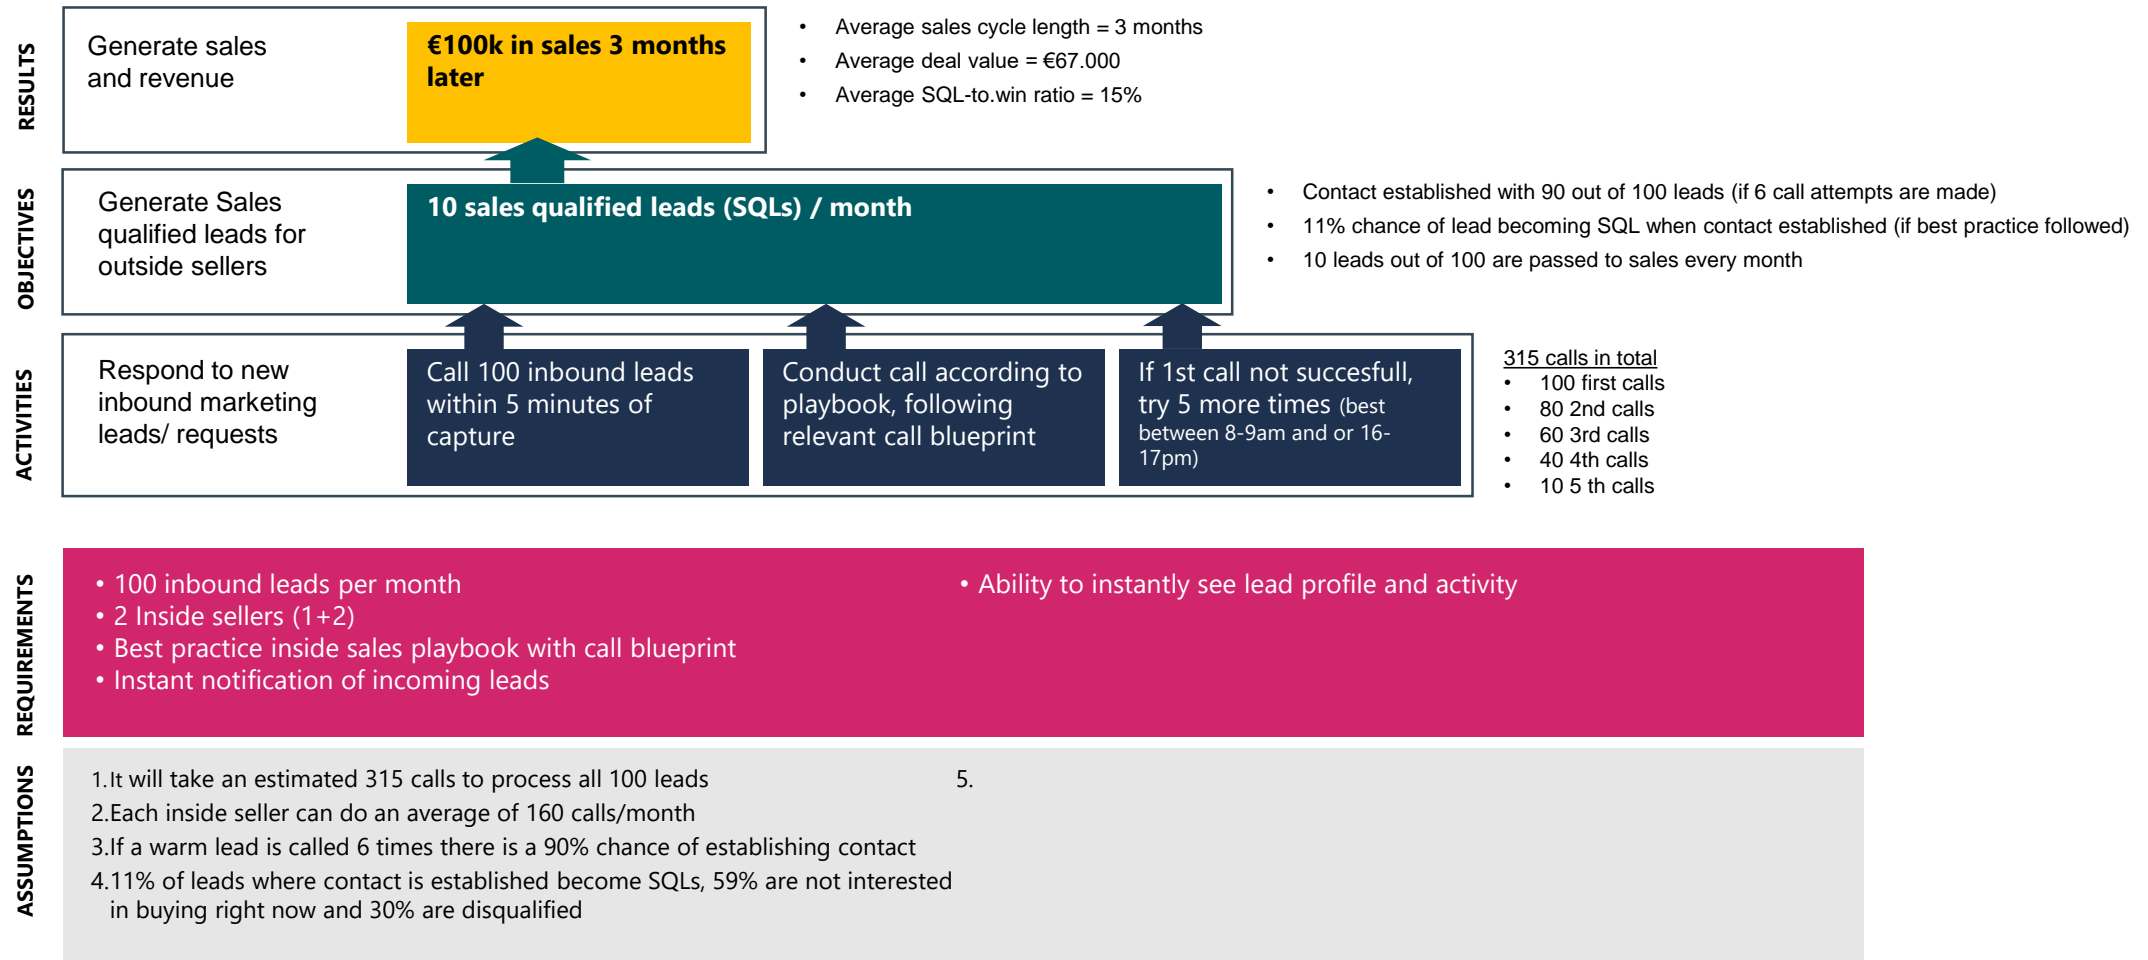 RESULTS
Generate sales
and revenue
€100k in sales 3 months
later
• Average sales cycle length = 3 months
• Average deal value = €67.000
• Average SQL-to.win ratio = 15%
OBJECTIVES
Generate Sales
qualified leads for
outside sellers
10 sales qualified leads (SQLs) / month
• Contact established with 90 out of 100 leads (if 6 call attempts are made)
• 11% chance of lead becoming SQL when contact established (if best practice followed)
• 10 leads out of 100 are passed to sales every month
ACTIVITIES
Respond to new
inbound marketing
leads/ requests
Call 100 inbound leads
within 5 minutes of
capture
Conduct call according to
playbook, following
relevant call blueprint
If 1st call not succesfull,
try 5 more times (best
between 8-9am and or 16-
17pm)
315 calls in total
• 100 first calls
• 80 2nd calls
• 60 3rd calls
• 40 4th calls
• 10 5 th calls
REQUIREMENTS
• 100 inbound leads per month
• 2 Inside sellers (1+2)
• Best practice inside sales playbook with call blueprint
• Instant notification of incoming leads
• Ability to instantly see lead profile and activity
ASSUMPTIONS
1.It will take an estimated 315 calls to process all 100 leads
2.Each inside seller can do an average of 160 calls/month
3.If a warm lead is called 6 times there is a 90% chance of establishing contact
4.11% of leads where contact is established become SQLs, 59% are not interested
in buying right now and 30% are disqualified
5.